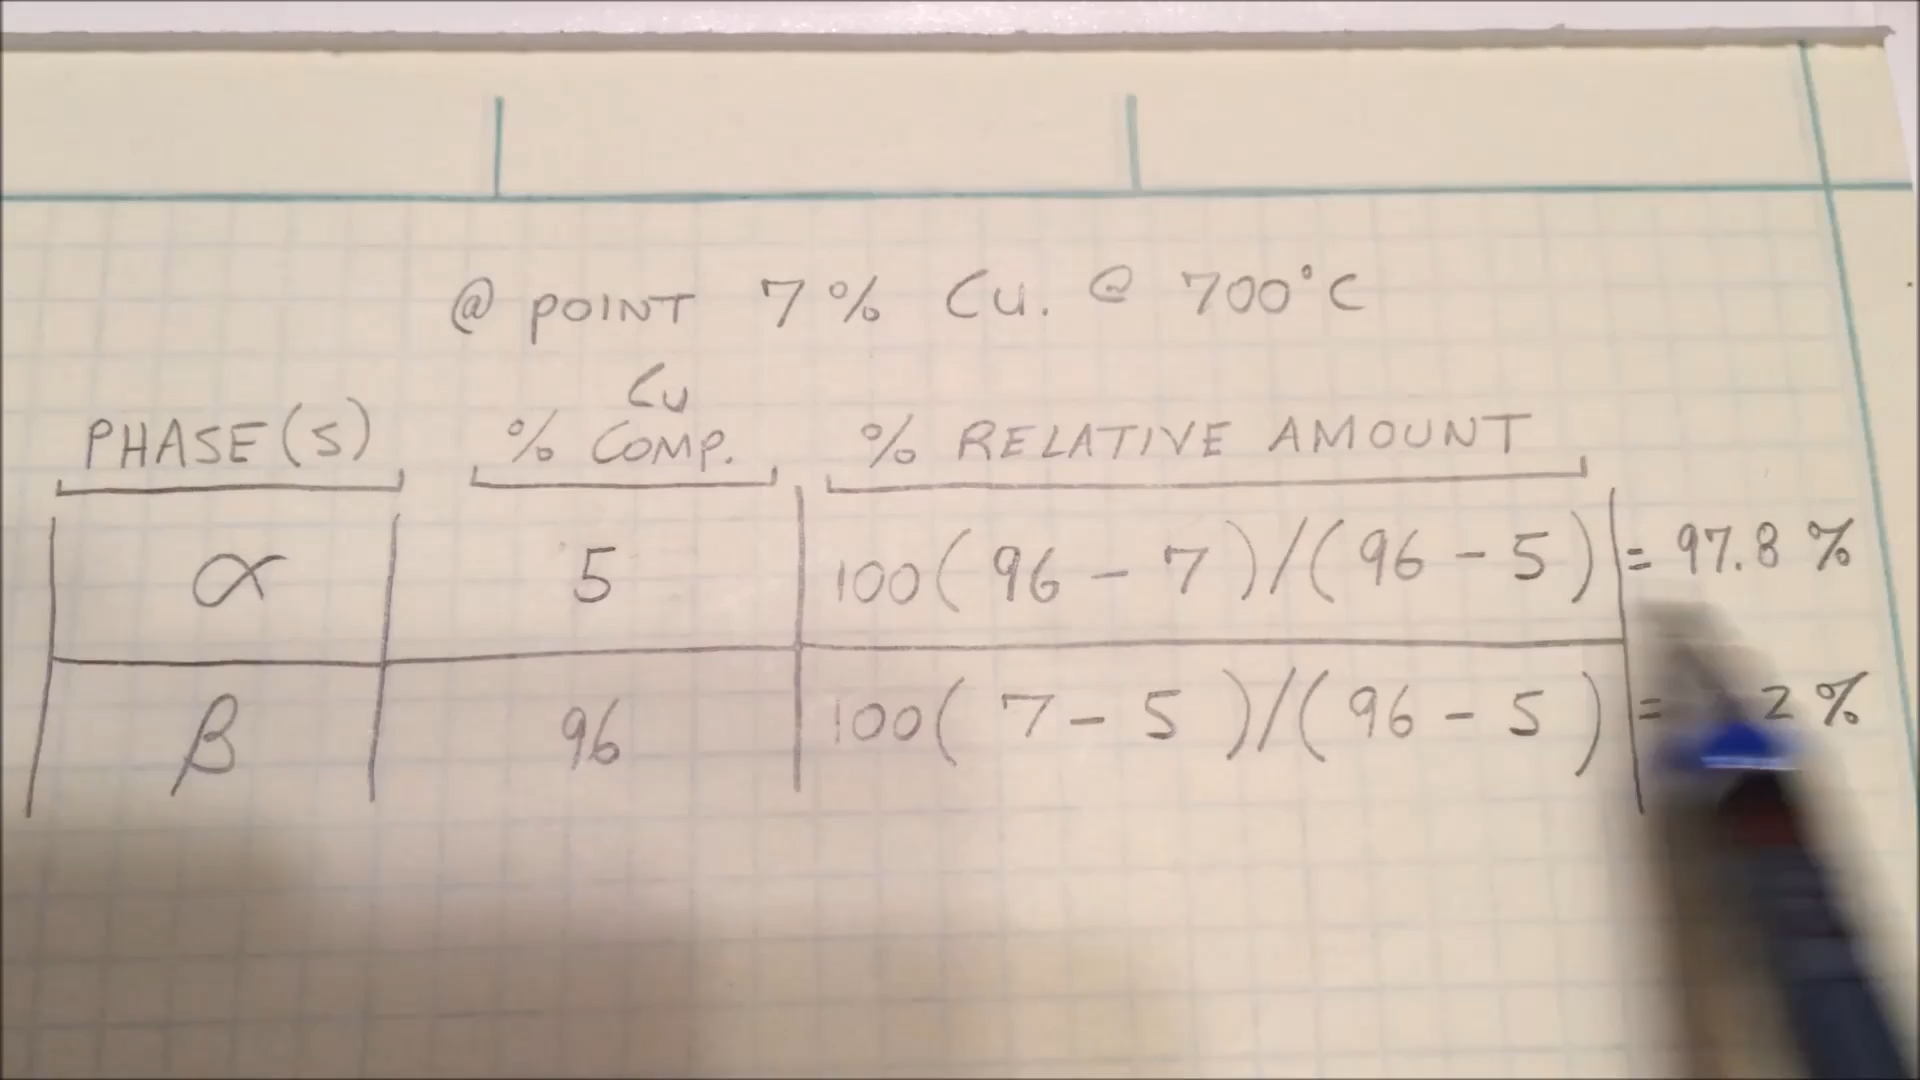 @ POINT 7% Cu. @ 700°C
Cu
PHASE(S) % COMP. % RELATIVE AMOUNT
α 5 100(96-7)/(96-5) = 97.8 %
β 96 100(7-5)/(96-5) = 2 %